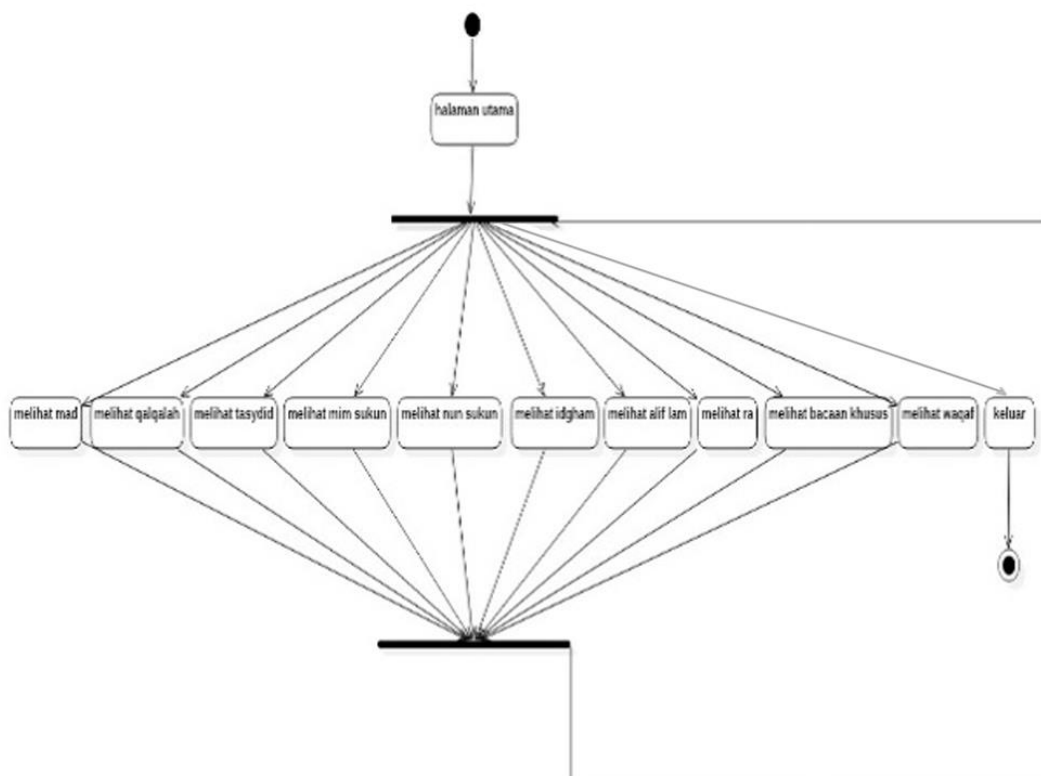 halaman utama
melihat mad
melihat qalqalah
melihat tasydid
melihat mim sukun
melihat nun sukun
melihat idgham
melihat alif lam
melihat ra
melihat bacaan khusus
melihat waqaf
keluar